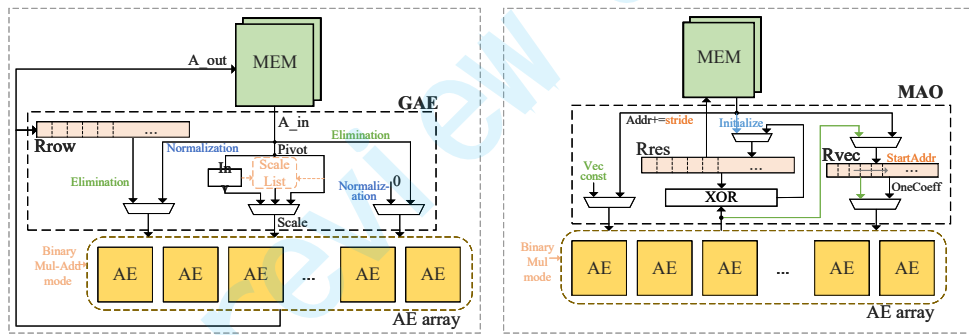 MEM
A_out
GAE
A_in
Elimination
...
Rrow
Normalization
Pivot
In
v
Scale
_List
Elimination
Normaliz-
ation
0
Scale
Binary
Mul-Add
mode
AE AE AE ... AE AE
AE array
MEM
MAO
Addr+=stride
Initialize
Rres
...
Rvec
StartAddr
...
Vec
const
XOR
OneCoeff
Binary
Mul
mode
AE AE AE ... AE AE
AE array
review